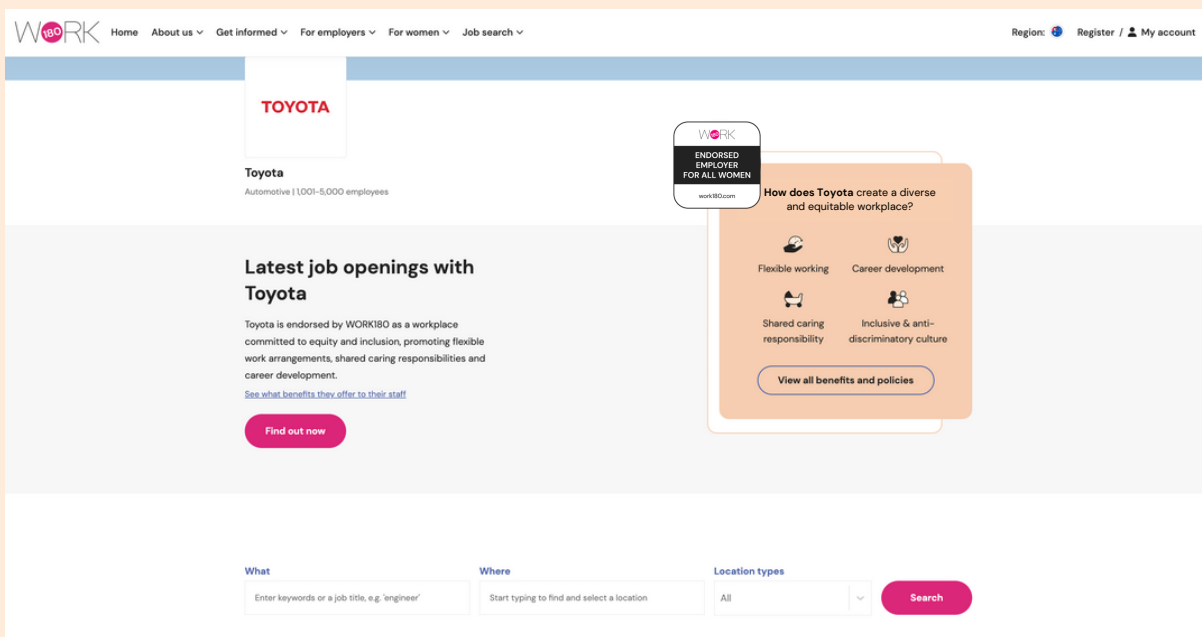 WORK180
Home About us Get informed For employers For women Job search Region: Register / My account
TOYOTA
Toyota
Automotive | 1,001-5,000 employees
WORK180
ENDORSED
EMPLOYER
FOR ALL WOMEN
work180.com
How does Toyota create a diverse
and equitable workplace?
Flexible working
Career development
Shared caring
responsibility
Inclusive & anti-
discriminatory culture
View all benefits and policies
Latest job openings with
Toyota
Toyota is endorsed by WORK180 as a workplace
committed to equity and inclusion, promoting flexible
work arrangements, shared caring responsibilities and
career development.
See what benefits they offer to their staff
Find out now
What
Enter keywords or a job title, e.g. 'engineer'
Where
Start typing to find and select a location
Location types
All
Search